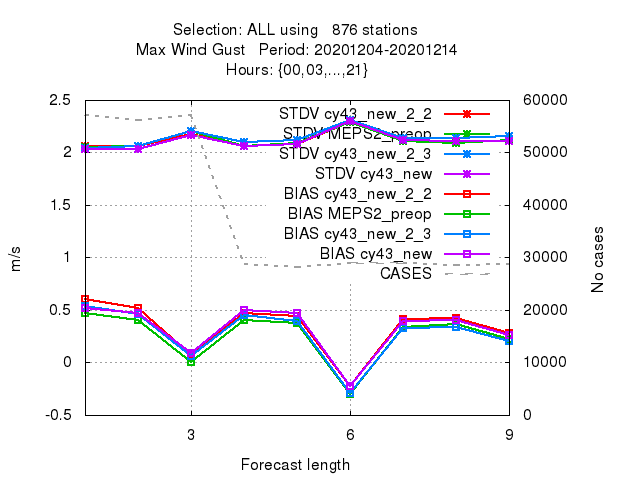 Selection: ALL using   876 stations
Max Wind Gust   Period: 20201204-20201214
Hours: {00,03,...,21}
2.5
2
1.5
1
0.5
0
-0.5
60000
50000
40000
30000
20000
10000
0
STDV cy43_new_2_2
STDV MEPS2_preop
STDV cy43_new_2_3
STDV cy43_new
BIAS cy43_new_2_2
BIAS MEPS2_preop
BIAS cy43_new_2_3
BIAS cy43_new
CASES
m/s
No cases
3
6
9
Forecast length